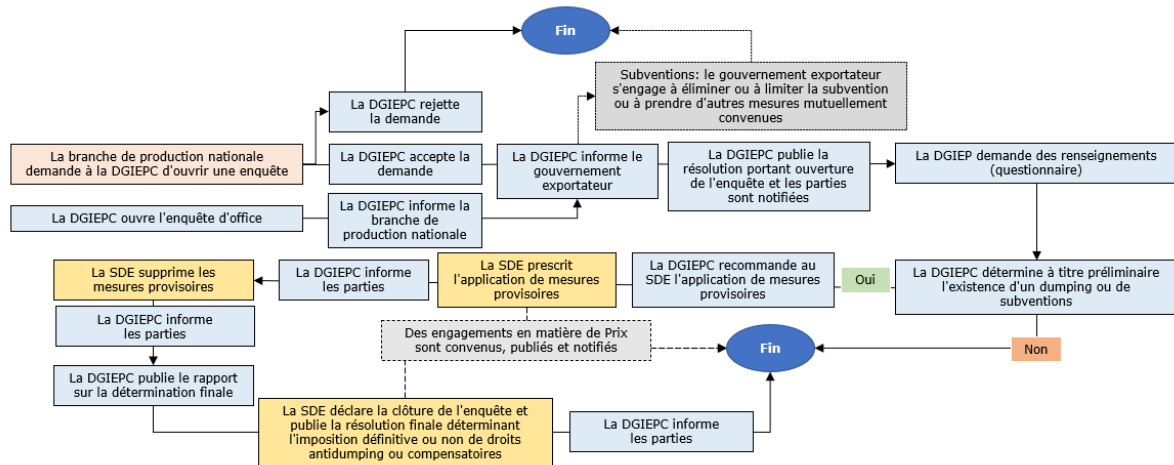 Fin
Subventions: le gouvernement exportateur
s'engage à éliminer ou à limiter la subvention
ou à prendre d'autres mesures mutuellement
convenues
La DGIEPC rejette
la demande
La branche de production nationale
demande à la DGIEPC d'ouvrir une enquête
La DGIEPC accepte la
demande
La DGIEPC informe le
gouvernement
exportateur
La DGIEPC publie la
résolution portant ouverture
de l'enquête et les parties
sont notifiées
La DGIEP demande des renseignements
(questionnaire)
La DGIEPC ouvre l'enquête d'office
La DGIEPC informe la
branche de
production nationale
La SDE supprime les
mesures provisoires
La DGIEPC informe
les parties
La SDE prescrit
l'application de mesures
provisoires
La DGIEPC recommande au
SDE l'application de mesures
provisoires
Oui
La DGIEPC détermine à titre préliminaire
l'existence d'un dumping ou de
subventions
La DGIEPC informe
les parties
Des engagements en matière de Prix
sont convenus, publiés et notifiés
Fin
Non
La DGIEPC publie le rapport
sur la détermination finale
La SDE déclare la clôture de l'enquête et
publie la résolution finale déterminant
l'imposition définitive ou non de droits
antidumping ou compensatoires
La DGIEPC informe
les parties